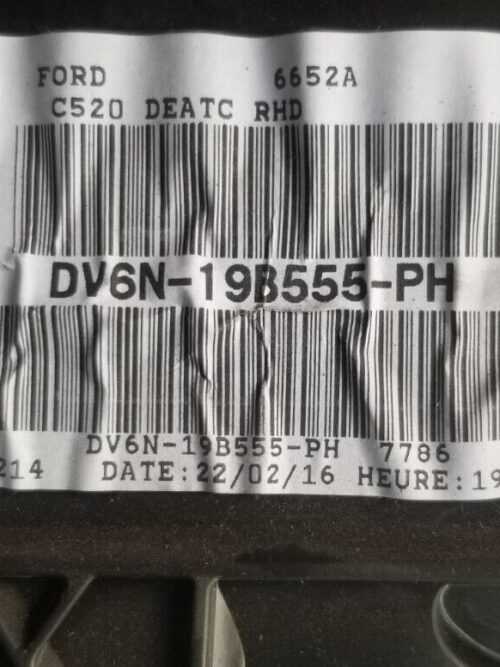 FORD 6652A
C520 DEATC RHD
DV6N-19B555-PH
DV6N-19B555-PH 7786
214 DATE:22/02/16 HEURE:19